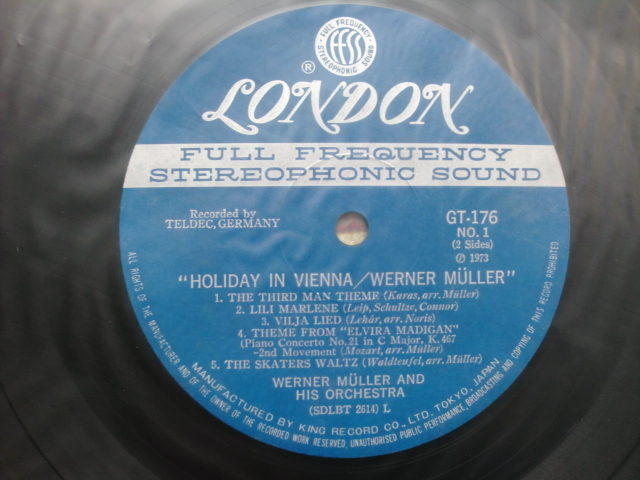 FULL FREQUENCY
FFSS
STEREOPHONIC SOUND
®
LONDON
FULL FREQUENCY
STEREOPHONIC SOUND
Recorded by
TELDEC, GERMANY
GT-176
NO. 1
(2 Sides)
℗ 1973
"HOLIDAY IN VIENNA/WERNER MÜLLER"
1. THE THIRD MAN THEME (Karas, arr. Müller)
2. LILI MARLENE (Leip, Schultze, Connor)
3. VILJA LIED (Lehár, arr. Noris)
4. THEME FROM "ELVIRA MADIGAN"
(Piano Concerto No. 21 in C Major, K. 467
-2nd Movement (Mozart, arr. Müller)
5. THE SKATERS WALTZ (Waldteufel, arr. Müller)
WERNER MÜLLER AND
HIS ORCHESTRA
(SDLBT 2614) L
MANUFACTURED BY KING RECORD CO., LTD. TOKYO, JAPAN
ALL RIGHTS OF THE MANUFACTURER AND OF THE OWNER OF THE RECORDED WORK RESERVED. UNAUTHORISED PUBLIC PERFORMANCE, BROADCASTING AND COPYING OF THIS RECORD PROHIBITED